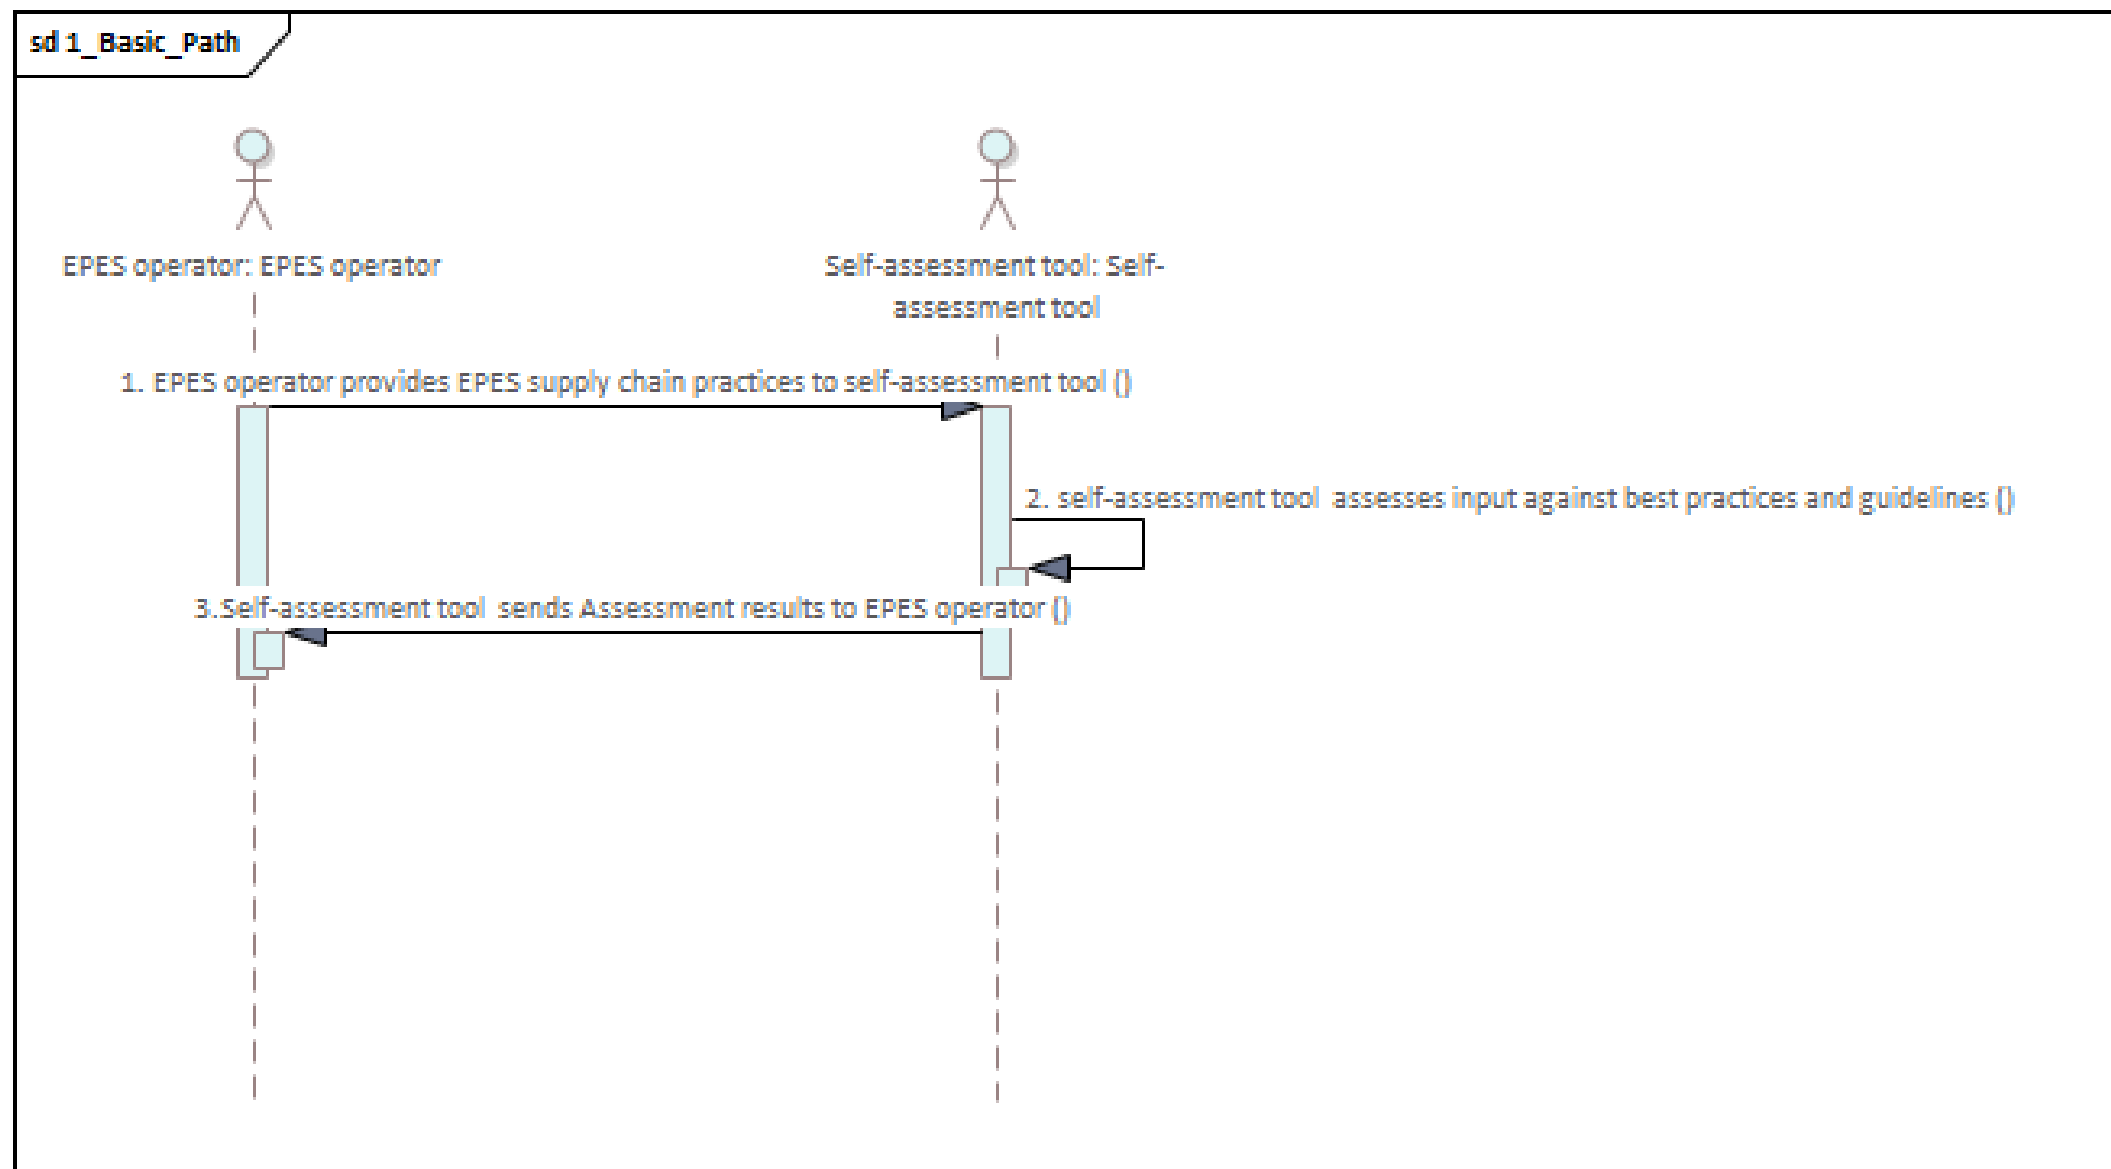 sd 1_Basic_Path
EPES operator: EPES operator
Self-assessment tool: Self-
assessment tool
1. EPES operator provides EPES supply chain practices to self-assessment tool ()
2. self-assessment tool  assesses input against best practices and guidelines ()
3.Self-assessment tool  sends Assessment results to EPES operator ()